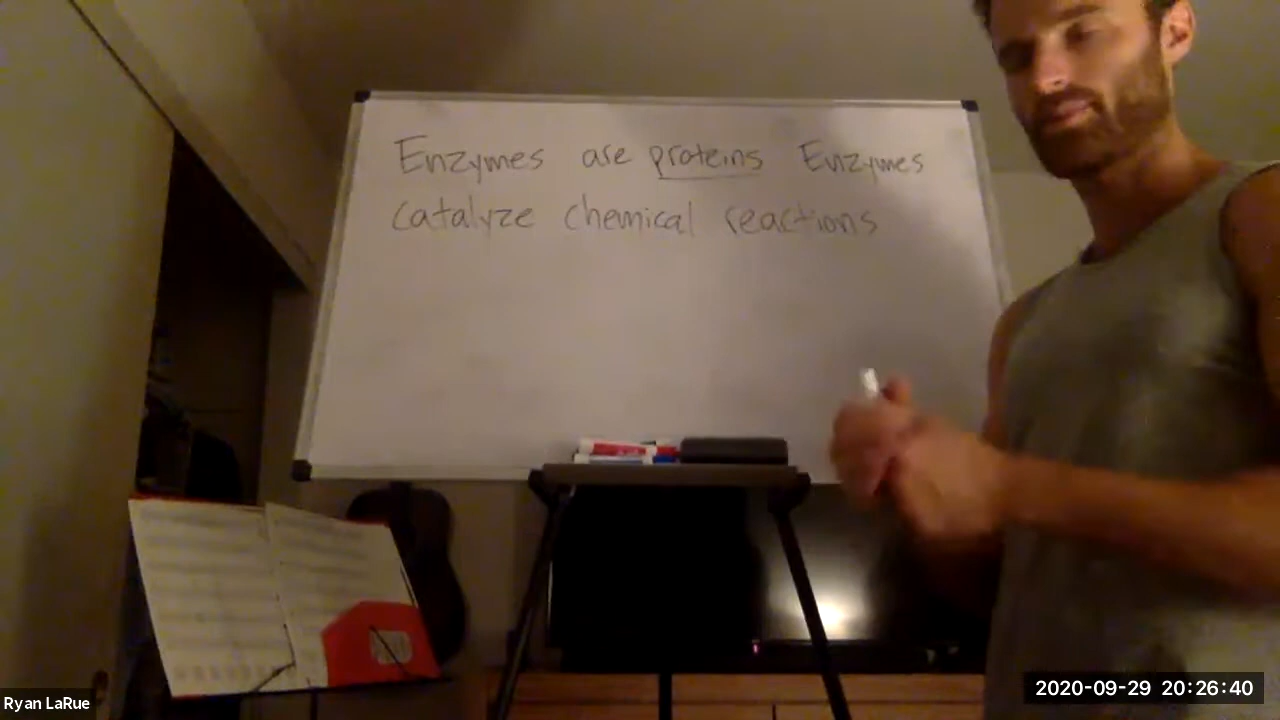 Enzymes are proteins Enzymes
catalyze chemical reactions
Ryan LaRue
2020-09-29 20:26:40